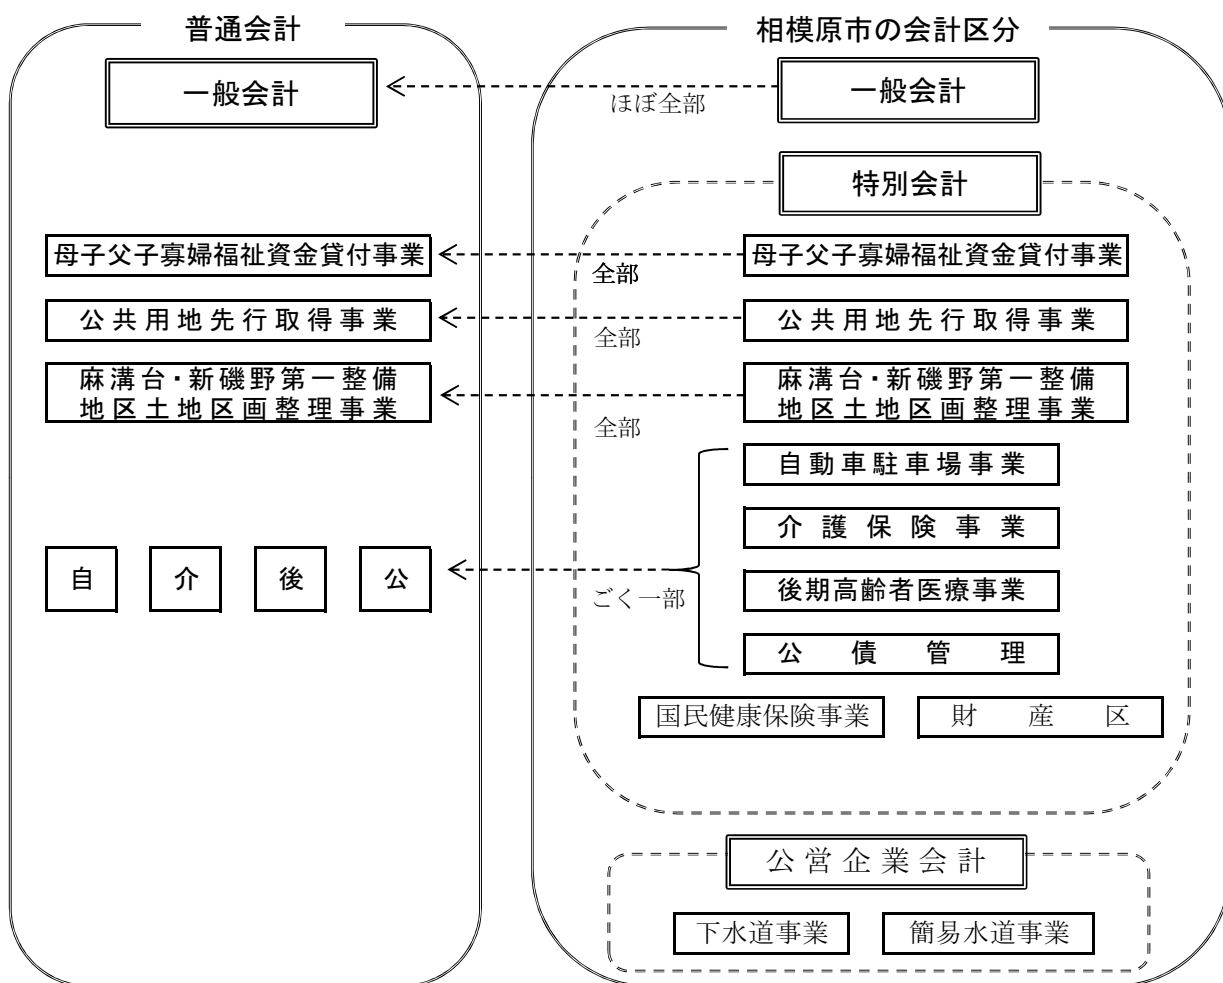 普通会計
相模原市の会計区分
一般会計
ほぼ全部
一般会計
特別会計
母子父子寡婦福祉資金貸付事業
全部
母子父子寡婦福祉資金貸付事業
公共用地先行取得事業
全部
公共用地先行取得事業
麻溝台・新磯野第一整備
地区土地区画整理事業
全部
麻溝台・新磯野第一整備
地区土地区画整理事業
自動車駐車場事業
介護保険事業
自 介 後 公
ごく一部
後期高齢者医療事業
公債管理
国民健康保険事業
財産区
公営企業会計
下水道事業
簡易水道事業